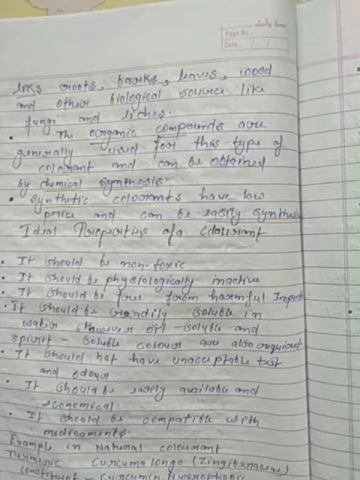 Page No.
Date
like roots, barks, leaves, wood
and other biological source like
fungi and liches.
• The organic compounds are
generally used for this type of
colorant and can be obtained
by chemical synthesis.
• synthetic colourants have low
price and can be easily synthes
Ideal Properties of a Colourant
• It should be non-toxic
• It should be physiologically inactive
• It should be free from harmful Impur
• It should be readily soluble in
water. However oil-soluble and
spirit-soluble colour are also required
• It should not have unacceptable test
and odour.
• It should be easily available and
economical.
• It should be compatible with
medicaments.
Example in Natural colourant
Turmeric Curcuma longa (Zingiberaceae)
constituent - Curcumin Hydrophobic